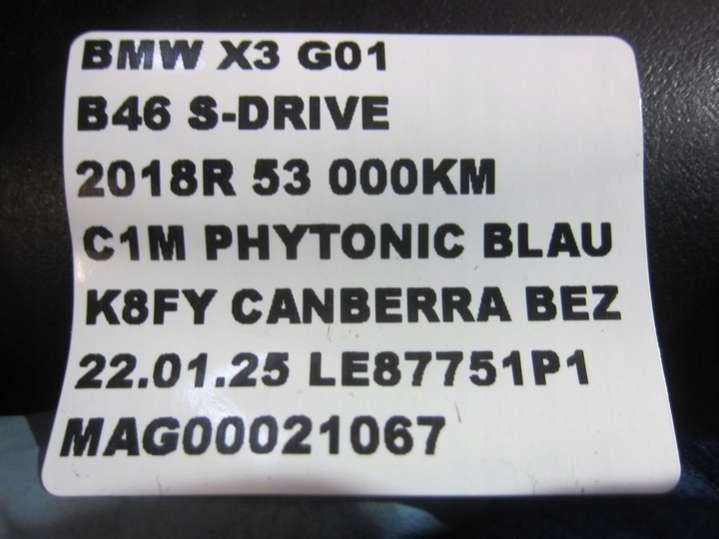 BMW X3 G01
B46 S-DRIVE
2018R 53 000KM
C1M PHYTONIC BLAU
K8FY CANBERRA BEZ
22.01.25 LE87751P1
MAG00021067